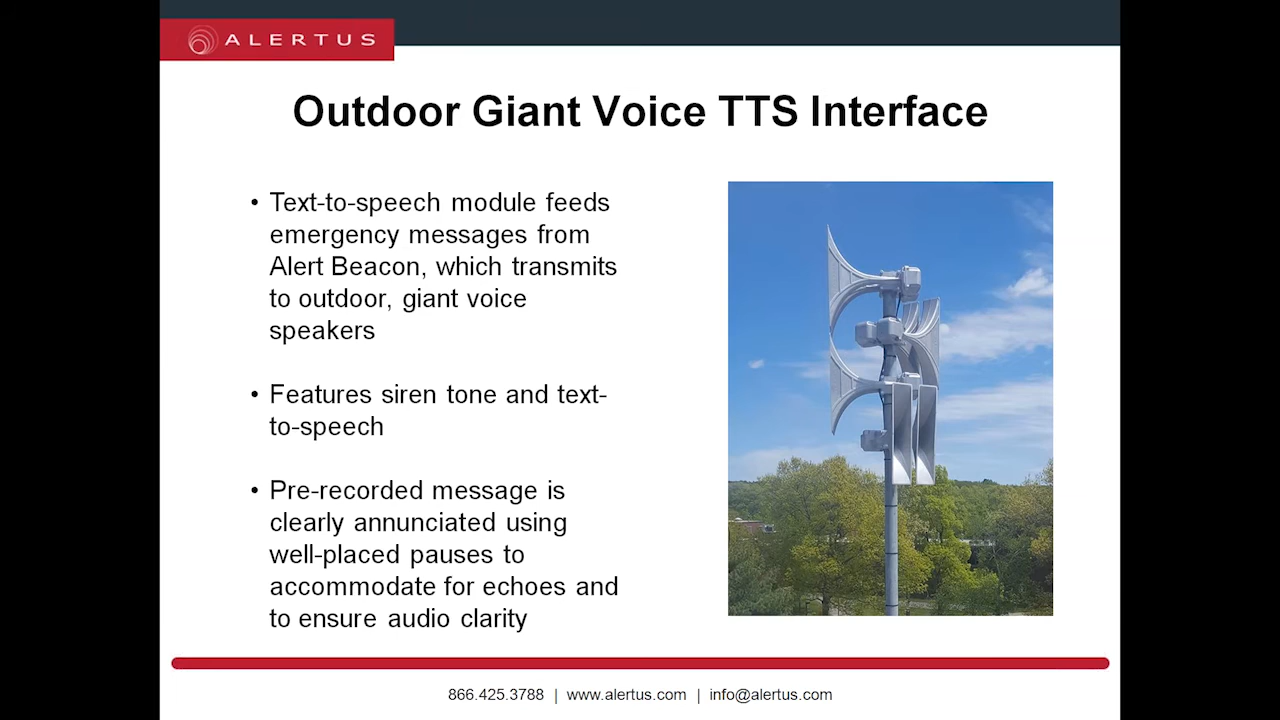 ALERTUS
Outdoor Giant Voice TTS Interface
• Text-to-speech module feeds
emergency messages from
Alert Beacon, which transmits
to outdoor, giant voice
speakers
• Features siren tone and text-
to-speech
• Pre-recorded message is
clearly annunciated using
well-placed pauses to
accommodate for echoes and
to ensure audio clarity
866.425.3788 | www.alertus.com | info@alertus.com